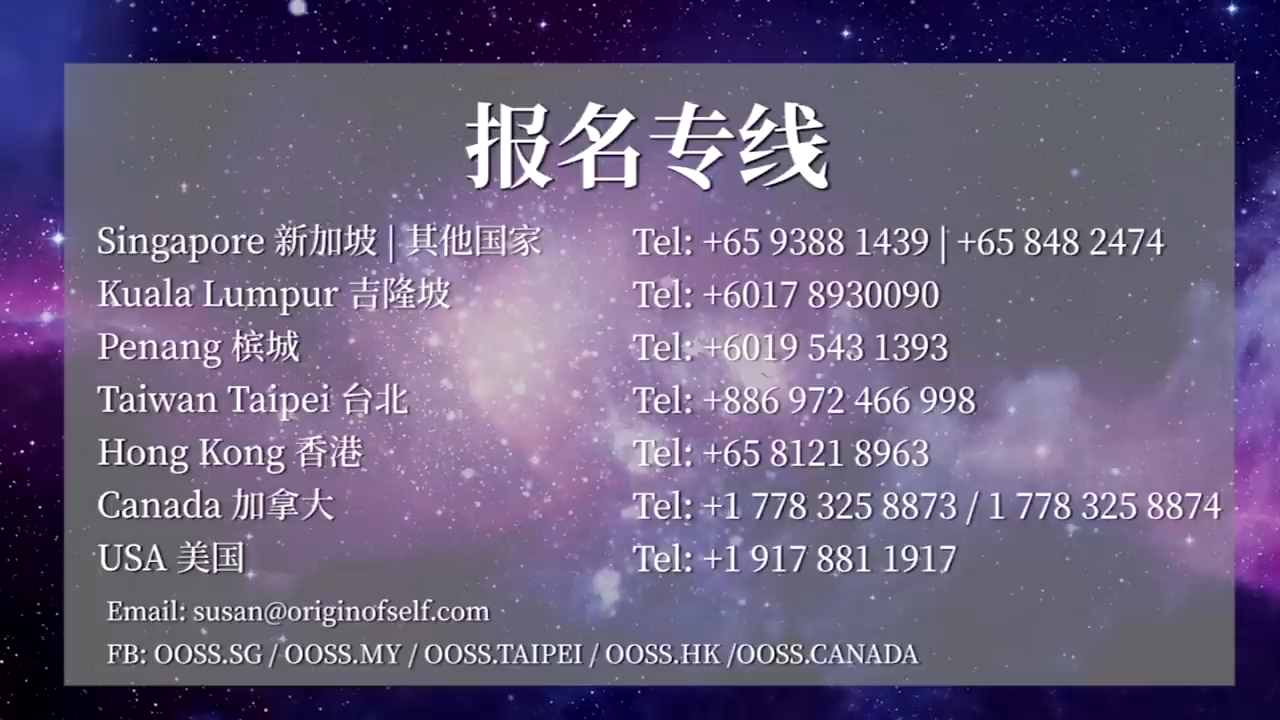 报名专线
Singapore 新加坡 | 其他国家 Tel: +65 9388 1439 | +65 848 2474
Kuala Lumpur 吉隆坡 Tel: +6017 8930090
Penang 槟城 Tel: +6019 543 1393
Taiwan Taipei 台北 Tel: +886 972 466 998
Hong Kong 香港 Tel: +65 8121 8963
Canada 加拿大 Tel: +1 778 325 8873 / 1 778 325 8874
USA 美国 Tel: +1 917 881 1917
Email: susan@originofself.com
FB: OOSS.SG / OOSS.MY / OOSS.TAIPEI / OOSS.HK /OOSS.CANADA